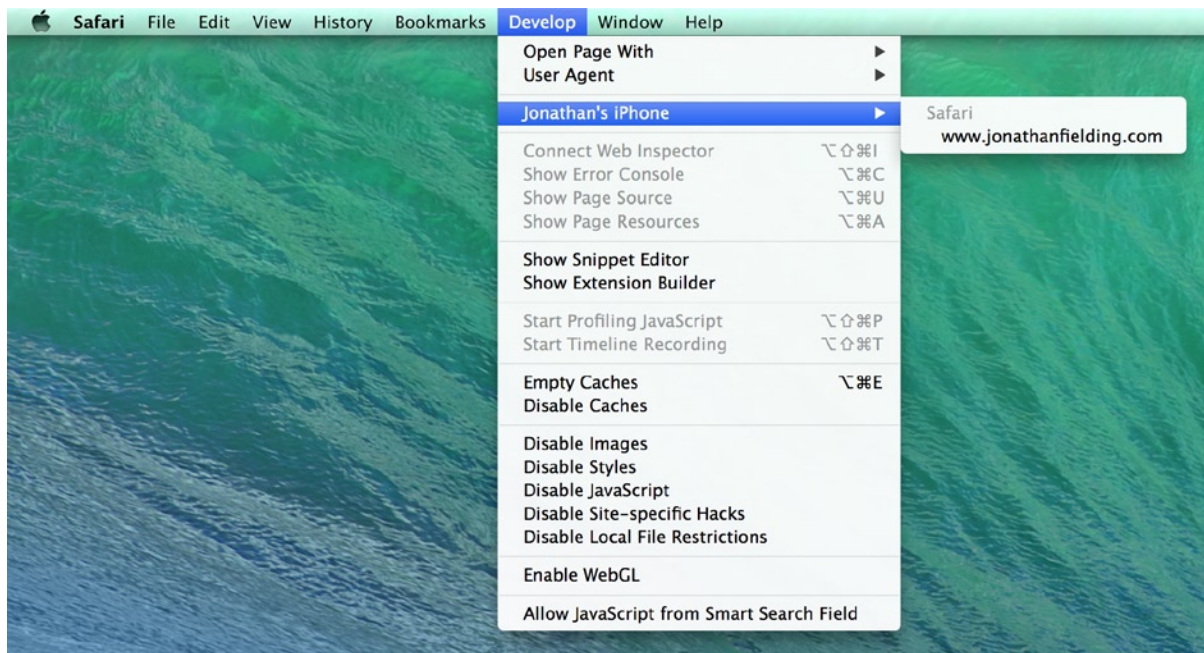 Safari File Edit View History Bookmarks Develop Window Help
Open Page With
User Agent
Jonathan's iPhone
Safari
www.jonathanfielding.com
Connect Web Inspector ⌥⇧⌘I
Show Error Console ⌥⌘C
Show Page Source ⌥⌘U
Show Page Resources ⌥⌘A
Show Snippet Editor
Show Extension Builder
Start Profiling JavaScript ⌥⇧⌘P
Start Timeline Recording ⌥⇧⌘T
Empty Caches ⌥⌘E
Disable Caches
Disable Images
Disable Styles
Disable JavaScript
Disable Site-specific Hacks
Disable Local File Restrictions
Enable WebGL
Allow JavaScript from Smart Search Field